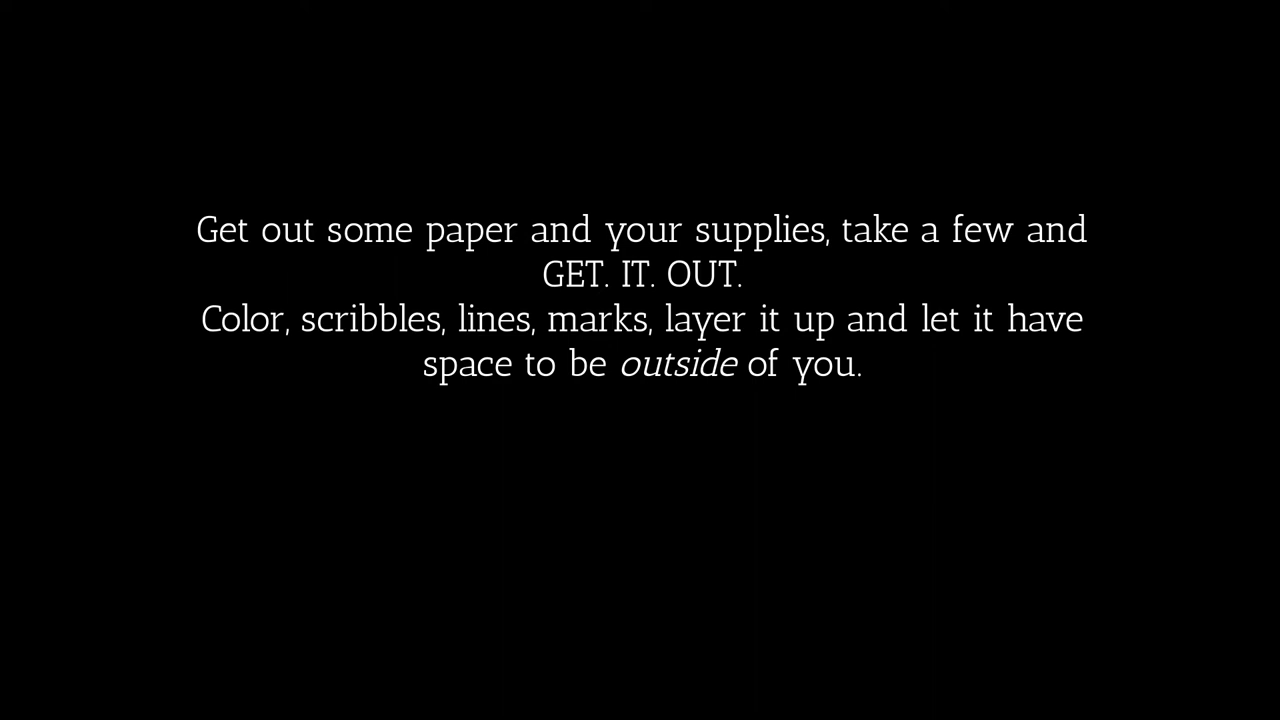 Get out some paper and your supplies, take a few and
GET. IT. OUT.
Color, scribbles, lines, marks, layer it up and let it have
space to be outside of you.